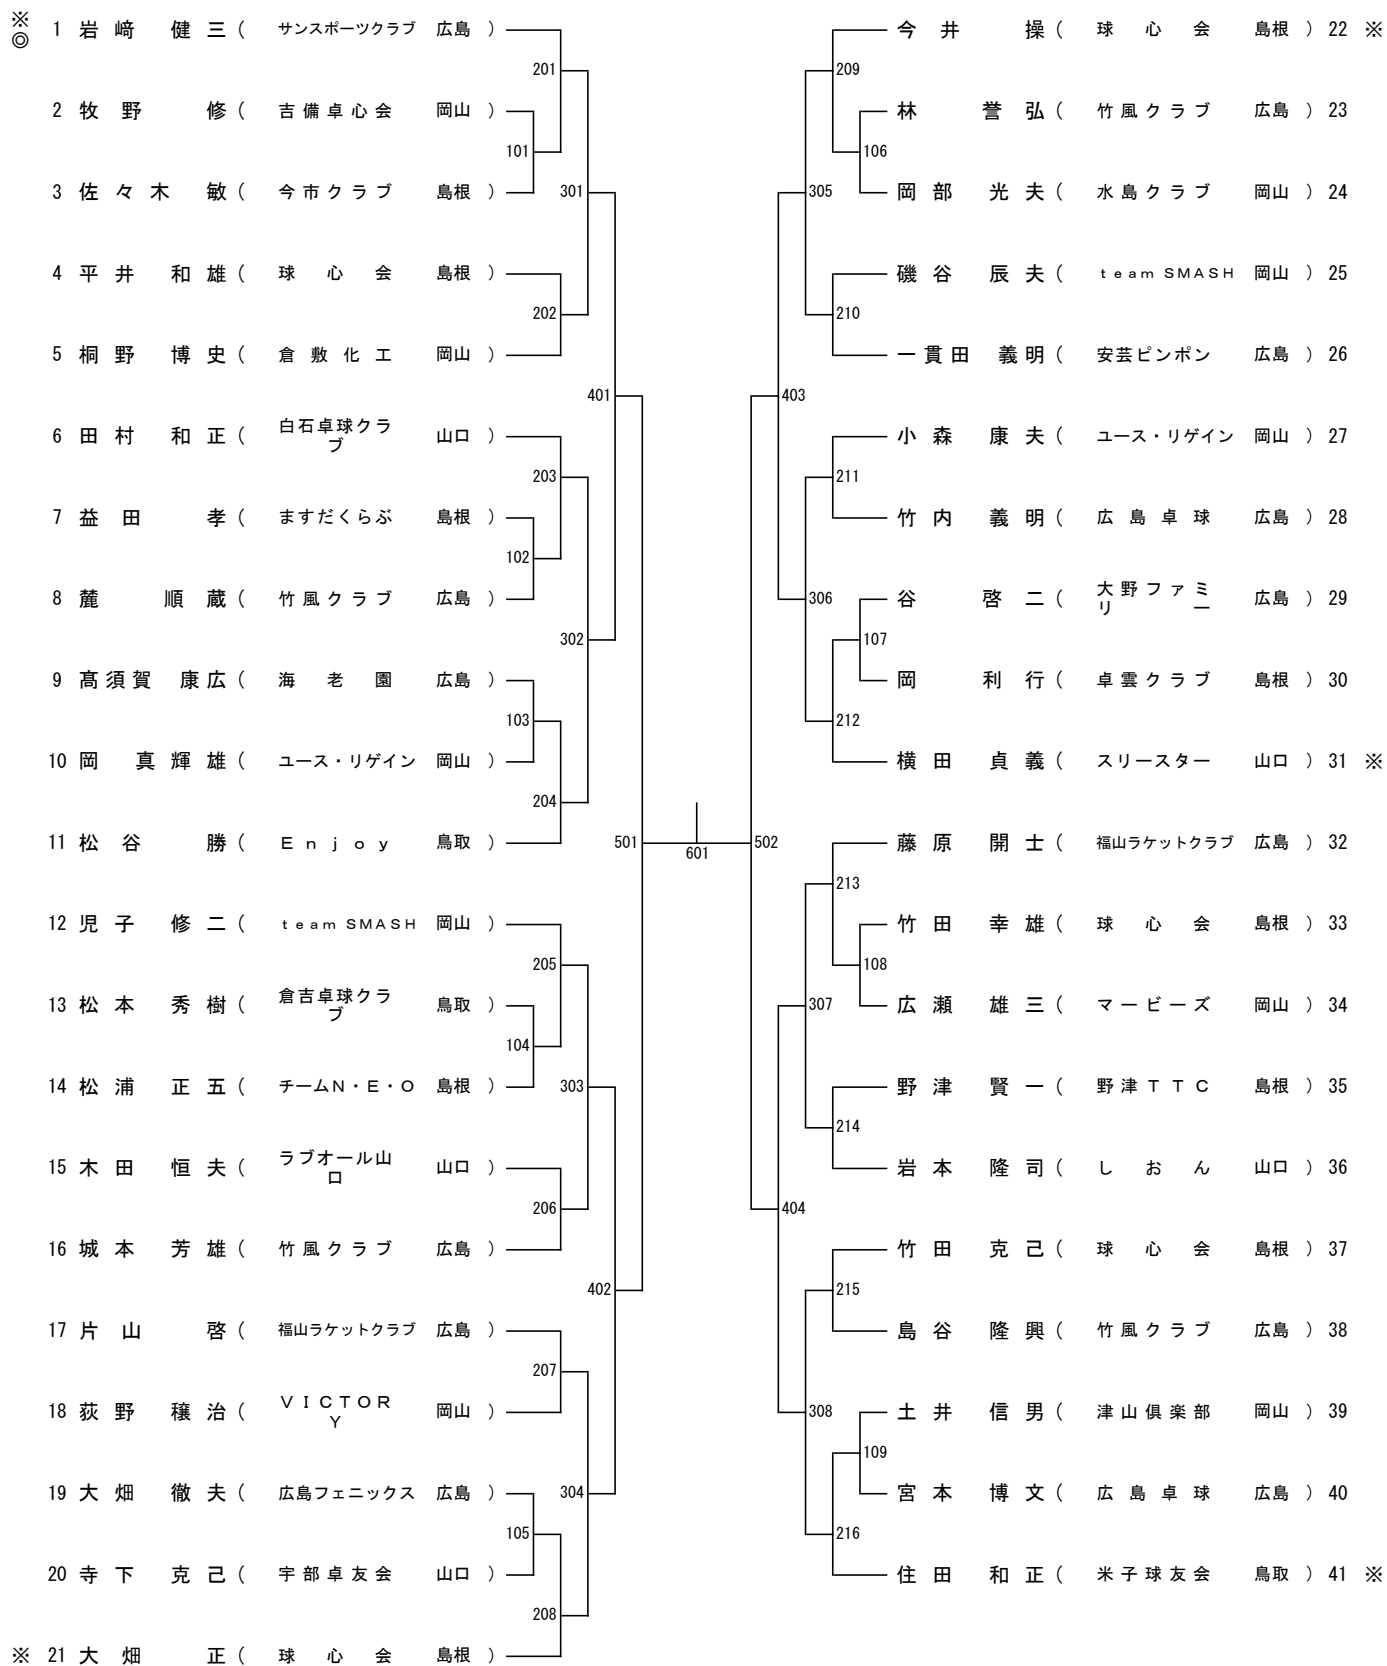 ※
◎
1 岩﨑 健三 ( サンスポーツクラブ 広島 )
2 牧野 修 ( 吉備卓心会 岡山 )
3 佐々木 敏 ( 今市クラブ 島根 )
4 平井 和雄 ( 球心会 島根 )
5 桐野 博史 ( 倉敷化工 岡山 )
6 田村 和正 ( 白石卓球クラ
ブ 山口 )
7 益田 孝 ( ますだくらぶ 島根 )
8 麓 順蔵 ( 竹風クラブ 広島 )
9 髙須賀 康広 ( 海老園 広島 )
10 岡 真輝雄 ( ユース・リゲイン 岡山 )
11 松谷 勝 ( Enjoy 鳥取 )
12 児子 修二 ( team SMASH 岡山 )
13 松本 秀樹 ( 倉吉卓球クラ
ブ 鳥取 )
14 松浦 正五 ( チームN・E・O 島根 )
15 木田 恒夫 ( ラブオール山
口 山口 )
16 城本 芳雄 ( 竹風クラブ 広島 )
17 片山 啓 ( 福山ラケットクラブ 広島 )
18 荻野 穣治 ( VICTOR
Y 岡山 )
19 大畑 徹夫 ( 広島フェニックス 広島 )
20 寺下 克己 ( 宇部卓友会 山口 )
※ 21 大畑 正 ( 球心会 島根 )
201
101
301
202
401
203
102
302
103
204
501
205
104
303
206
402
207
304
105
208
601
今井 操 ( 球心会 島根 ) 22 ※
林 誉弘 ( 竹風クラブ 広島 ) 23
岡部 光夫 ( 水島クラブ 岡山 ) 24
磯谷 辰夫 ( team SMASH 岡山 ) 25
一貫田 義明 ( 安芸ピンポン 広島 ) 26
小森 康夫 ( ユース・リゲイン 岡山 ) 27
竹内 義明 ( 広島卓球 広島 ) 28
谷 啓二 ( 大野ファミ
リー 広島 ) 29
岡 利行 ( 卓雲クラブ 島根 ) 30
横田 貞義 ( スリースター 山口 ) 31 ※
藤原 開士 ( 福山ラケットクラブ 広島 ) 32
竹田 幸雄 ( 球心会 島根 ) 33
広瀬 雄三 ( マービーズ 岡山 ) 34
野津 賢一 ( 野津TTC 島根 ) 35
岩本 隆司 ( しおん 山口 ) 36
竹田 克己 ( 球心会 島根 ) 37
島谷 隆興 ( 竹風クラブ 広島 ) 38
土井 信男 ( 津山倶楽部 岡山 ) 39
宮本 博文 ( 広島卓球 広島 ) 40
住田 和正 ( 米子球友会 鳥取 ) 41 ※
209
106
305
210
403
211
306
107
212
502
213
108
307
214
404
215
308
109
216